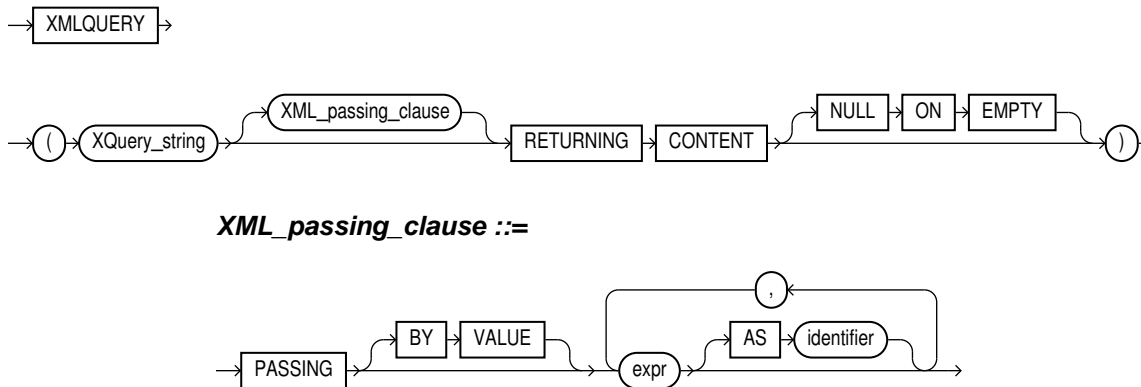 XMLQUERY
( XQuery_string XML_passing_clause RETURNING CONTENT NULL ON EMPTY )
XML_passing_clause ::=
,
PASSING BY VALUE expr AS identifier